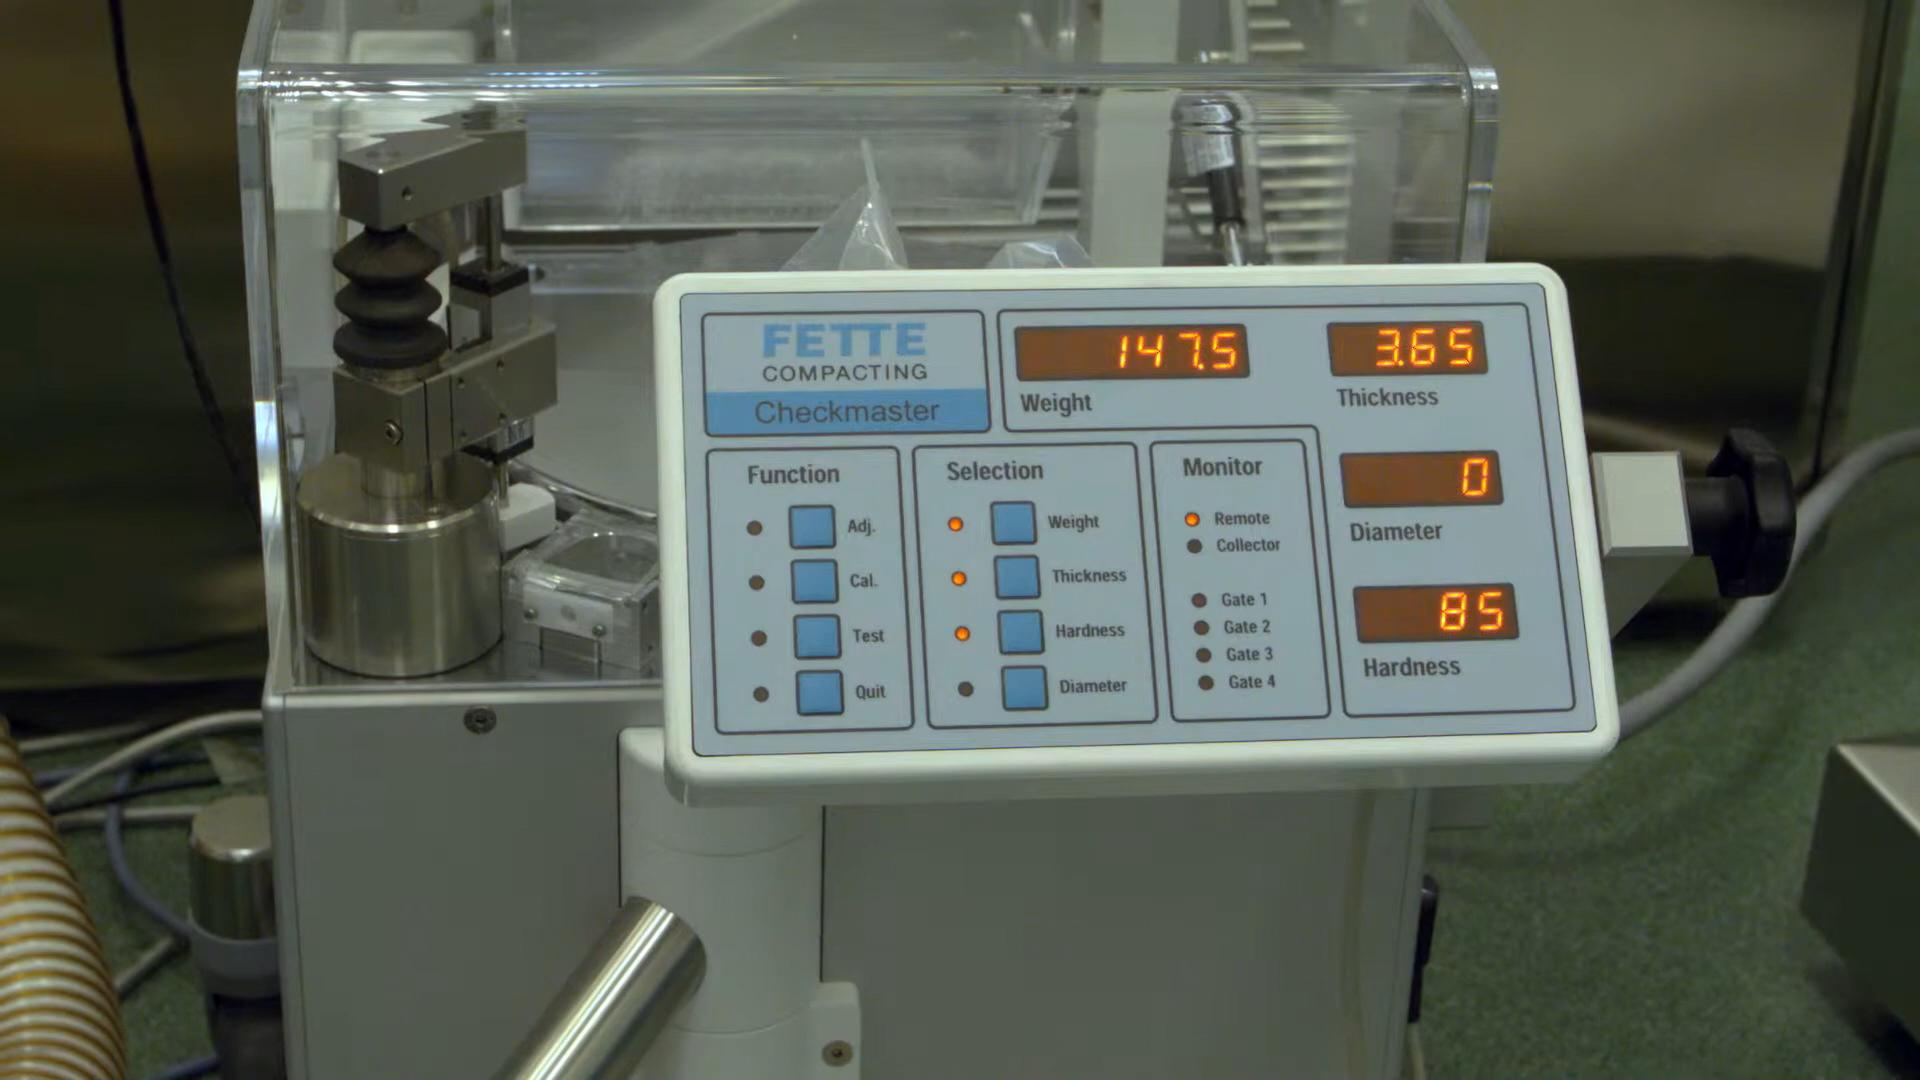 FETTE
COMPACTING
Checkmaster
147.5
Weight
3.65
Thickness
0
Diameter
85
Hardness
Function
Adj.
Cal.
Test
Quit
Selection
Weight
Thickness
Hardness
Diameter
Monitor
Remote
Collector
Gate 1
Gate 2
Gate 3
Gate 4